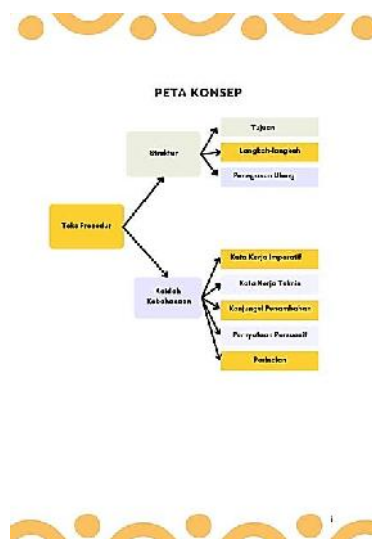 PETA KONSEP
Tujuan
Struktur
Langkah-langkah
Penegasan Ulang
Teks Prosedur
Kata Kerja Imperatif
Kata Kerja Teknis
Kaidah
Kebahasaan
Konjungsi Penambahan
Pernyataan Persuasif
Perincian
i